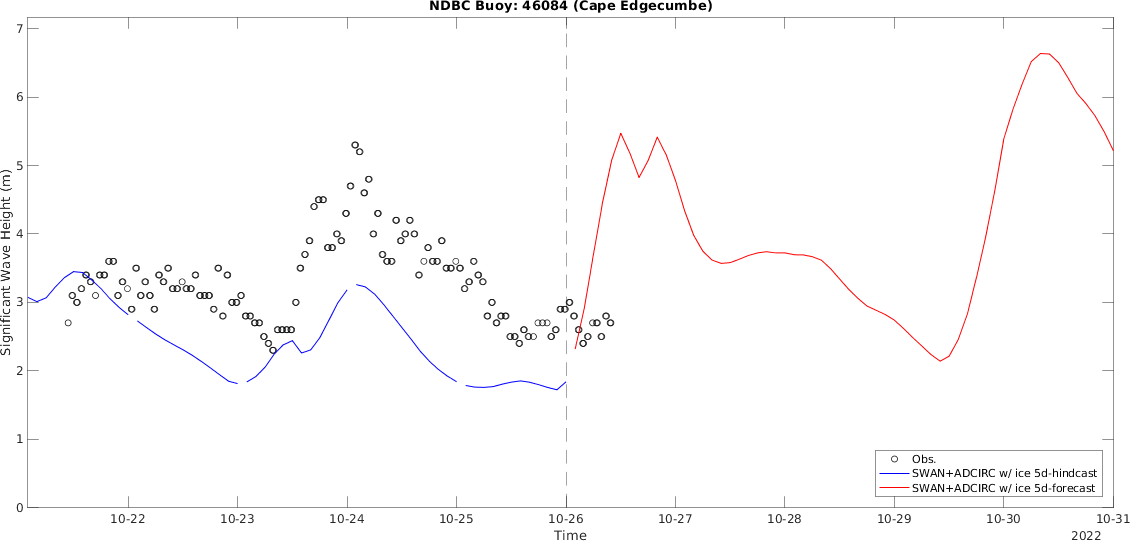 NDBC Buoy: 46084 (Cape Edgecumbe)
7
6
5
4
3
2
1
0
Significant Wave Height (m)
Obs.
SWAN+ADCIRC w/ ice 5d-hindcast
SWAN+ADCIRC w/ ice 5d-forecast
10-22 10-23 10-24 10-25 10-26 10-27 10-28 10-29 10-30 10-31
Time
2022